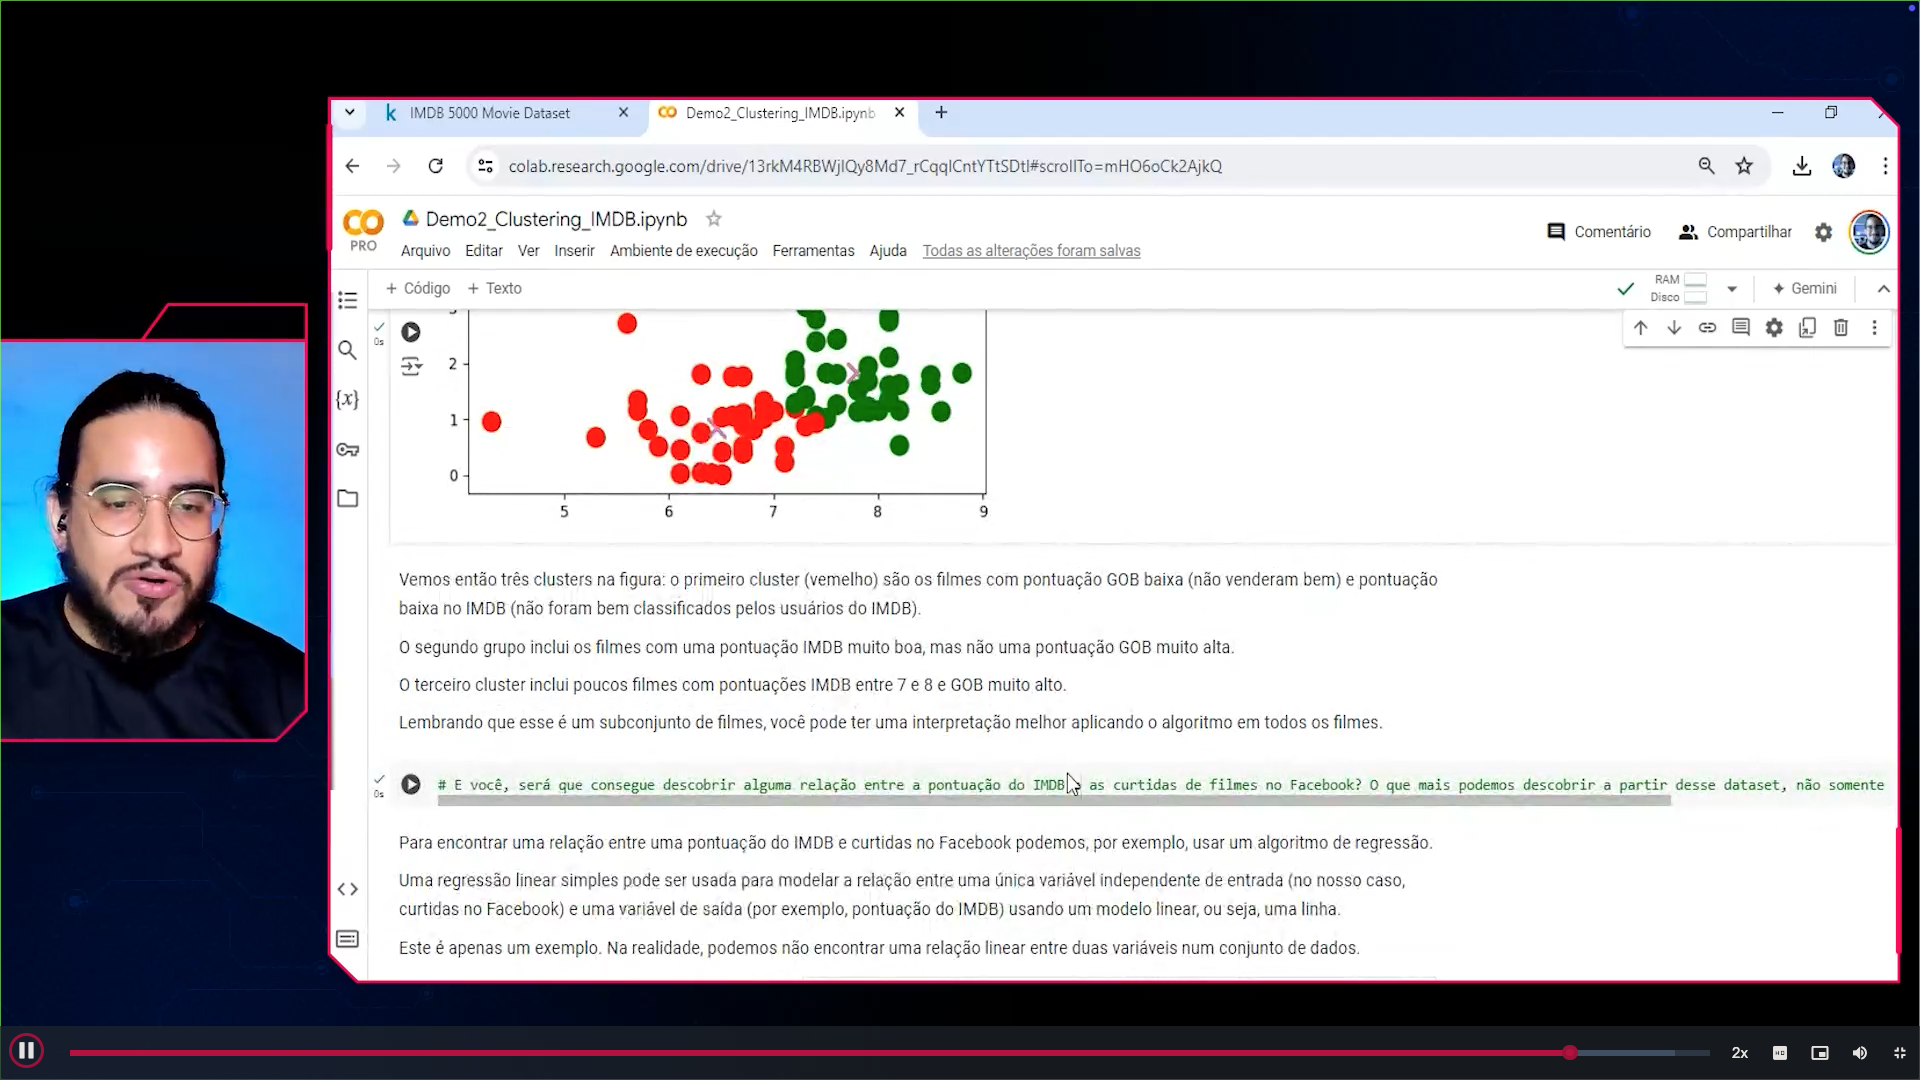 IMDB 5000 Movie Dataset
Demo2_Clustering_IMDB.ipynb
colab.research.google.com/drive/13rkM4RBWjIQy8Md7_rCqqICntYTtSDtI#scrollTo=mHO6oCk2AjkQ
PRO
Demo2_Clustering_IMDB.ipynb
Arquivo Editar Ver Inserir Ambiente de execução Ferramentas Ajuda Todas as alterações foram salvas
Comentário Compartilhar
+ Código + Texto
RAM
Disco
Gemini
{x}
0s
2
1
0
5 6 7 8 9
Vemos então três clusters na figura: o primeiro cluster (vemelho) são os filmes com pontuação GOB baixa (não venderam bem) e pontuação
baixa no IMDB (não foram bem classificados pelos usuários do IMDB).
O segundo grupo inclui os filmes com uma pontuação IMDB muito boa, mas não uma pontuação GOB muito alta.
O terceiro cluster inclui poucos filmes com pontuações IMDB entre 7 e 8 e GOB muito alto.
Lembrando que esse é um subconjunto de filmes, você pode ter uma interpretação melhor aplicando o algoritmo em todos os filmes.
0s
# E você, será que consegue descobrir alguma relação entre a pontuação do IMDB as curtidas de filmes no Facebook? O que mais podemos descobrir a partir desse dataset, não somente
Para encontrar uma relação entre uma pontuação do IMDB e curtidas no Facebook podemos, por exemplo, usar um algoritmo de regressão.
Uma regressão linear simples pode ser usada para modelar a relação entre uma única variável independente de entrada (no nosso caso,
curtidas no Facebook) e uma variável de saída (por exemplo, pontuação do IMDB) usando um modelo linear, ou seja, uma linha.
Este é apenas um exemplo. Na realidade, podemos não encontrar uma relação linear entre duas variáveis num conjunto de dados.
2x